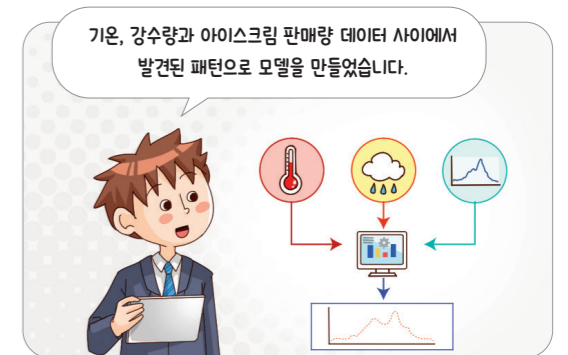 기온, 강수량과 아이스크림 판매량 데이터 사이에서
발견된 패턴으로 모델을 만들었습니다.